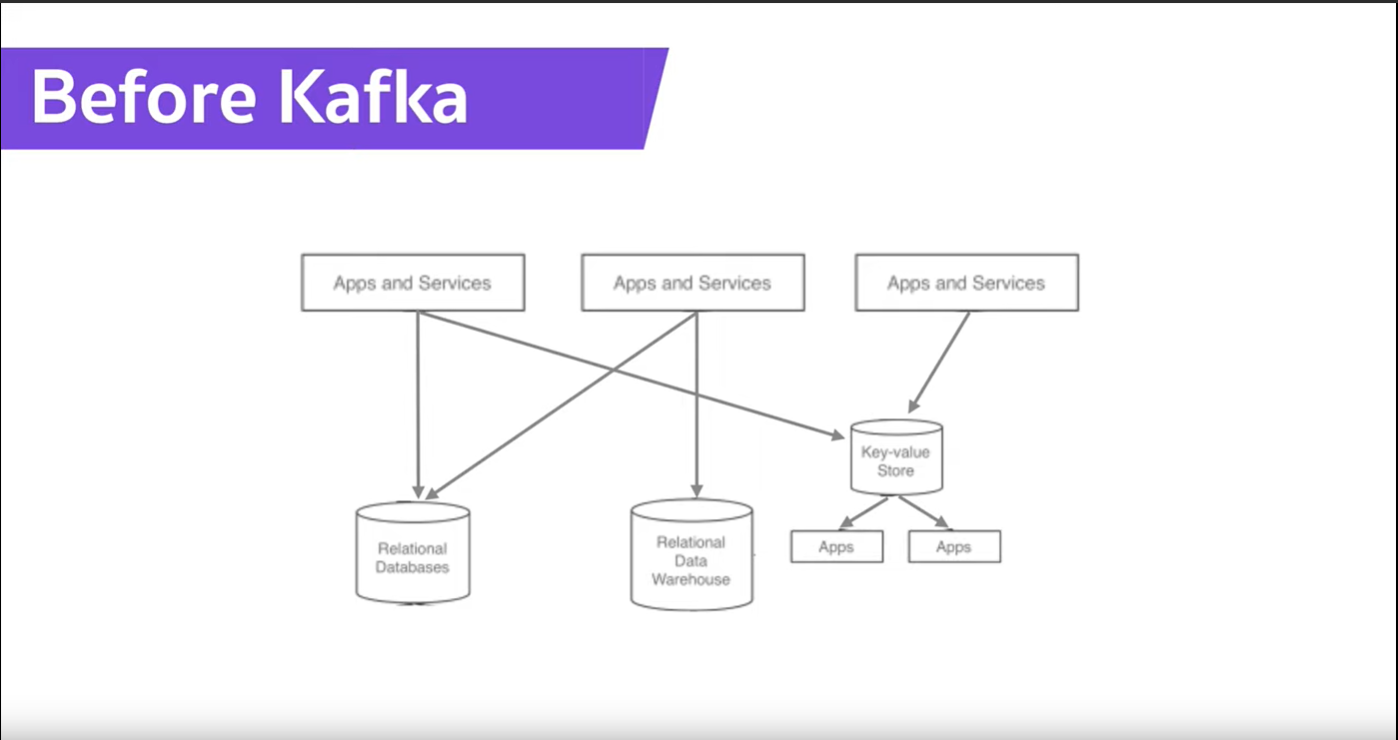 Before Kafka
Apps and Services
Apps and Services
Apps and Services
Key-value
Store
Relational
Databases
Relational
Data
Warehouse
Apps
Apps